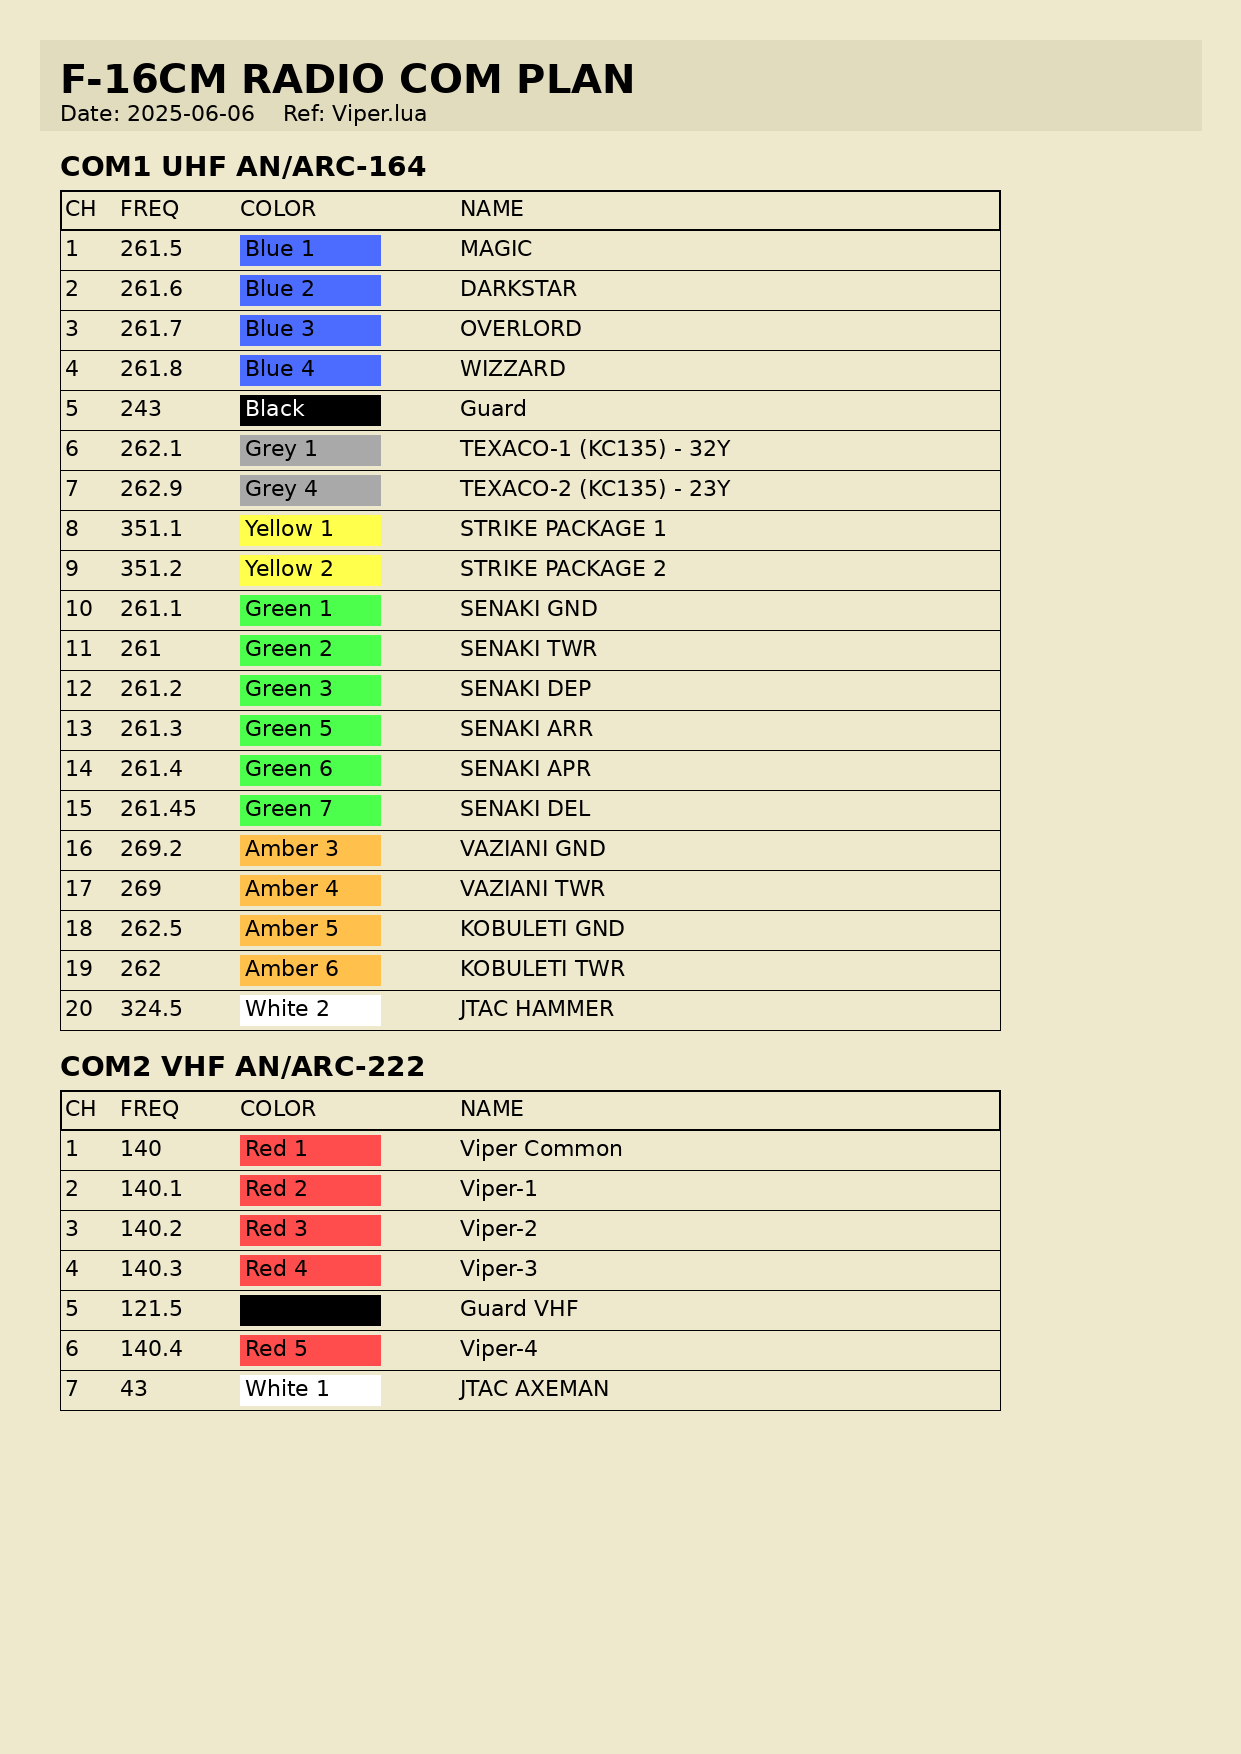 F-16CM RADIO COM PLAN
Date: 2025-06-06 Ref: Viper.lua
COM1 UHF AN/ARC-164
CH FREQ COLOR NAME
1 261.5 Blue 1 MAGIC
2 261.6 Blue 2 DARKSTAR
3 261.7 Blue 3 OVERLORD
4 261.8 Blue 4 WIZZARD
5 243 Black Guard
6 262.1 Grey 1 TEXACO-1 (KC135) - 32Y
7 262.9 Grey 4 TEXACO-2 (KC135) - 23Y
8 351.1 Yellow 1 STRIKE PACKAGE 1
9 351.2 Yellow 2 STRIKE PACKAGE 2
10 261.1 Green 1 SENAKI GND
11 261 Green 2 SENAKI TWR
12 261.2 Green 3 SENAKI DEP
13 261.3 Green 5 SENAKI ARR
14 261.4 Green 6 SENAKI APR
15 261.45 Green 7 SENAKI DEL
16 269.2 Amber 3 VAZIANI GND
17 269 Amber 4 VAZIANI TWR
18 262.5 Amber 5 KOBULETI GND
19 262 Amber 6 KOBULETI TWR
20 324.5 White 2 JTAC HAMMER
COM2 VHF AN/ARC-222
CH FREQ COLOR NAME
1 140 Red 1 Viper Common
2 140.1 Red 2 Viper-1
3 140.2 Red 3 Viper-2
4 140.3 Red 4 Viper-3
5 121.5 Guard VHF
6 140.4 Red 5 Viper-4
7 43 White 1 JTAC AXEMAN